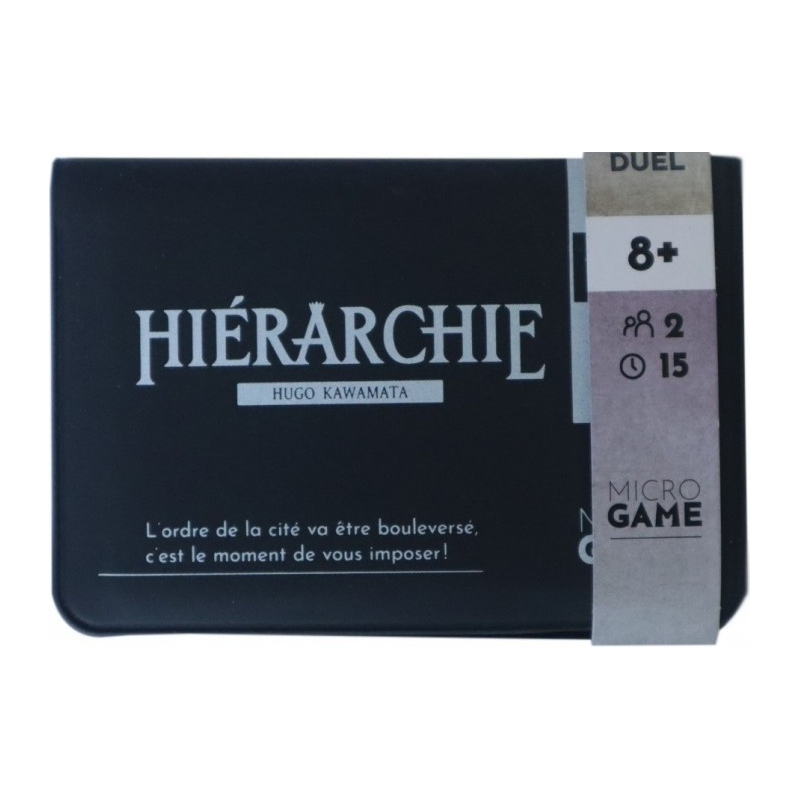 DUEL
8+
2
15
HIÉRARCHIE
HUGO KAWAMATA
MICRO
GAME
L'ordre de la cité va être bouleversé,
c'est le moment de vous imposer!